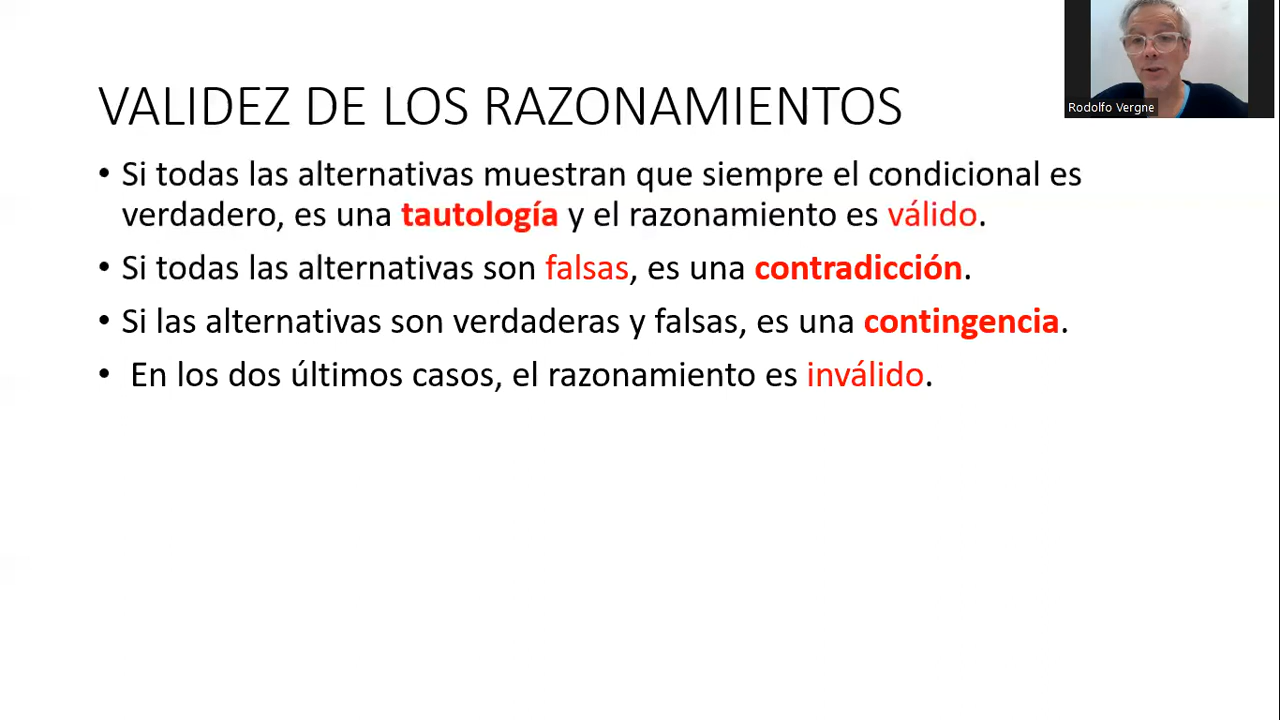 VALIDEZ DE LOS RAZONAMIENTOS
• Si todas las alternativas muestran que siempre el condicional es
verdadero, es una tautología y el razonamiento es válido.
• Si todas las alternativas son falsas, es una contradicción.
• Si las alternativas son verdaderas y falsas, es una contingencia.
• En los dos últimos casos, el razonamiento es inválido.
Rodolfo Vergne